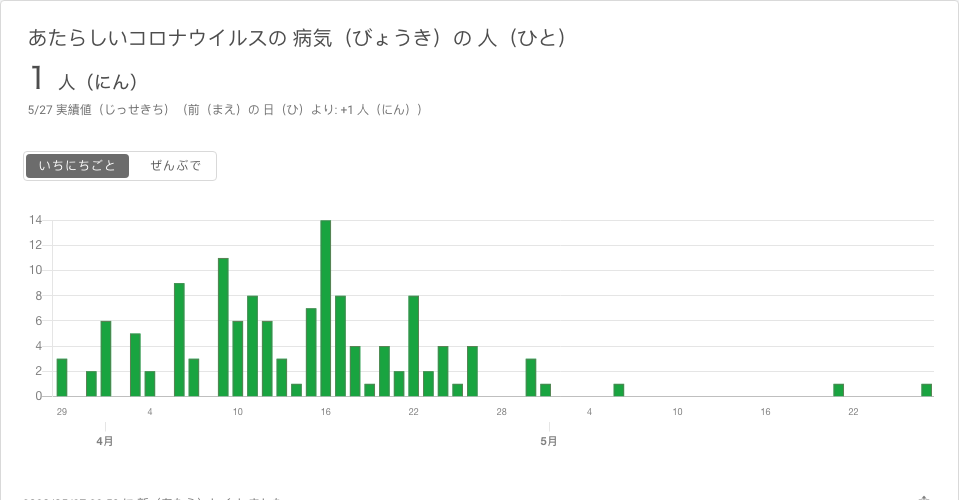 あたらしいコロナウイルスの 病気（びょうき）の 人（ひと）
1 人（にん）
5/27 実績値（じっせきち）（前（まえ）の 日（ひ）より: +1 人（にん））
いちにちごと ぜんぶで
14
12
10
8
6
4
2
0
29 4 10 16 22 28 4 10 16 22
4月 5月